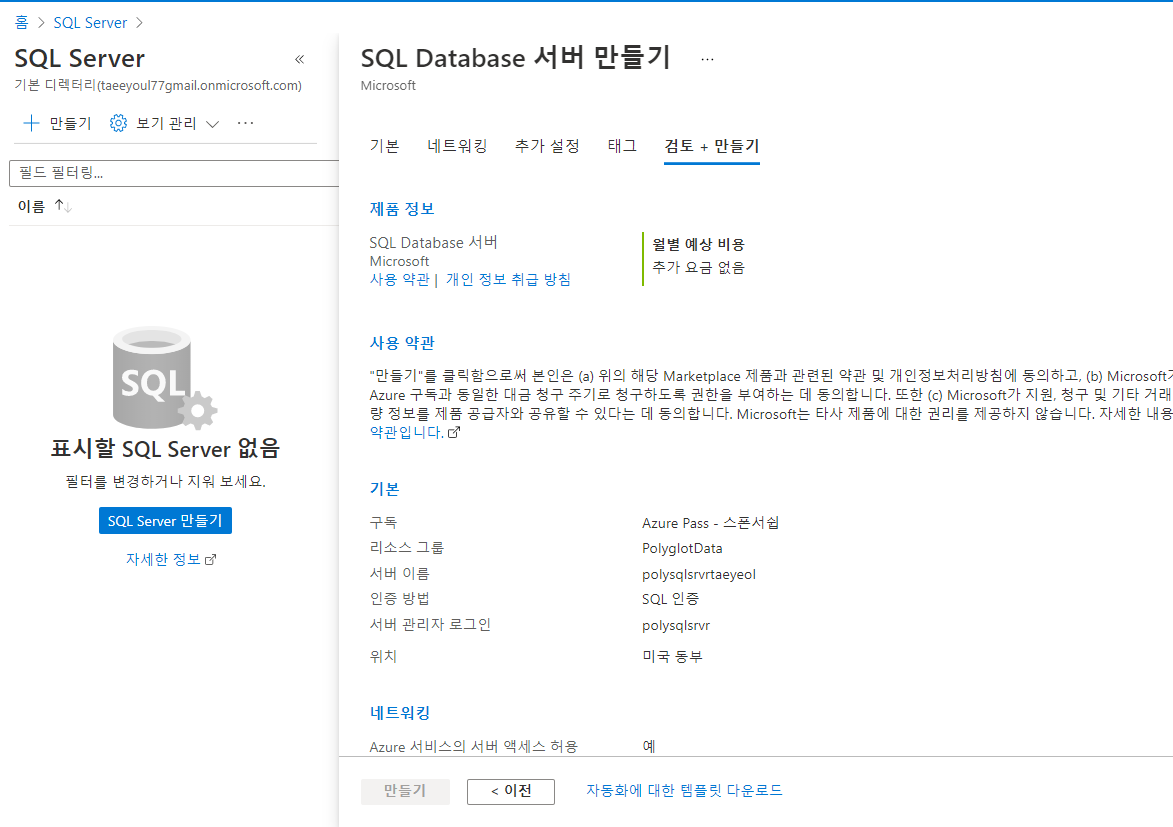 홈 > SQL Server >
SQL Server «
기본 디렉터리(taeeyoul77gmail.onmicrosoft.com)
+ 만들기 보기 관리 ···
필드 필터링...
이름 ↑↓
SQL
표시할 SQL Server 없음
필터를 변경하거나 지워 보세요.
SQL Server 만들기
자세한 정보
SQL Database 서버 만들기 ···
Microsoft
기본 네트워킹 추가 설정 태그 검토 + 만들기
제품 정보
SQL Database 서버
Microsoft
사용 약관 | 개인 정보 취급 방침
월별 예상 비용
추가 요금 없음
사용 약관
"만들기"를 클릭함으로써 본인은 (a) 위의 해당 Marketplace 제품과 관련된 약관 및 개인정보처리방침에 동의하고, (b) Microsoft가
Azure 구독과 동일한 대금 청구 주기로 청구하도록 권한을 부여하는 데 동의합니다. 또한 (c) Microsoft가 지원, 청구 및 기타 거래
량 정보를 제품 공급자와 공유할 수 있다는 데 동의합니다. Microsoft는 타사 제품에 대한 권리를 제공하지 않습니다. 자세한 내용
약관입니다.
기본
구독 Azure Pass - 스폰서쉽
리소스 그룹 PolyglotData
서버 이름 polysqlsrvrtaeyeol
인증 방법 SQL 인증
서버 관리자 로그인 polysqlsrvr
위치 미국 동부
네트워킹
Azure 서비스의 서버 액세스 허용 예
만들기 < 이전 자동화에 대한 템플릿 다운로드